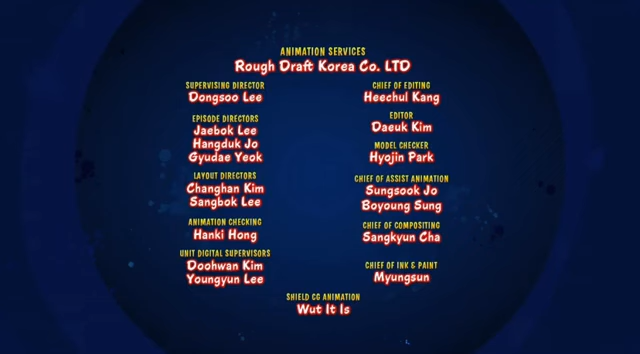 ANIMATION SERVICES
Rough Draft Korea Co. LTD
SUPERVISING DIRECTOR
Dongsoo Lee
EPISODE DIRECTORS
Jaebok Lee
Hangduk Jo
Gyudae Yeok
LAYOUT DIRECTORS
Changhan Kim
Sangbok Lee
ANIMATION CHECKING
Hanki Hong
UNIT DIGITAL SUPERVISORS
Doohwan Kim
Youngyun Lee
CHIEF OF EDITING
Heechul Kang
EDITOR
Daeuk Kim
MODEL CHECKER
Hyojin Park
CHIEF OF ASSIST ANIMATION
Sungsook Jo
Boyoung Sung
CHIEF OF COMPOSITING
Sangkyun Cha
CHIEF OF INK & PAINT
Myungsun
SHIELD CG ANIMATION
Wut It Is